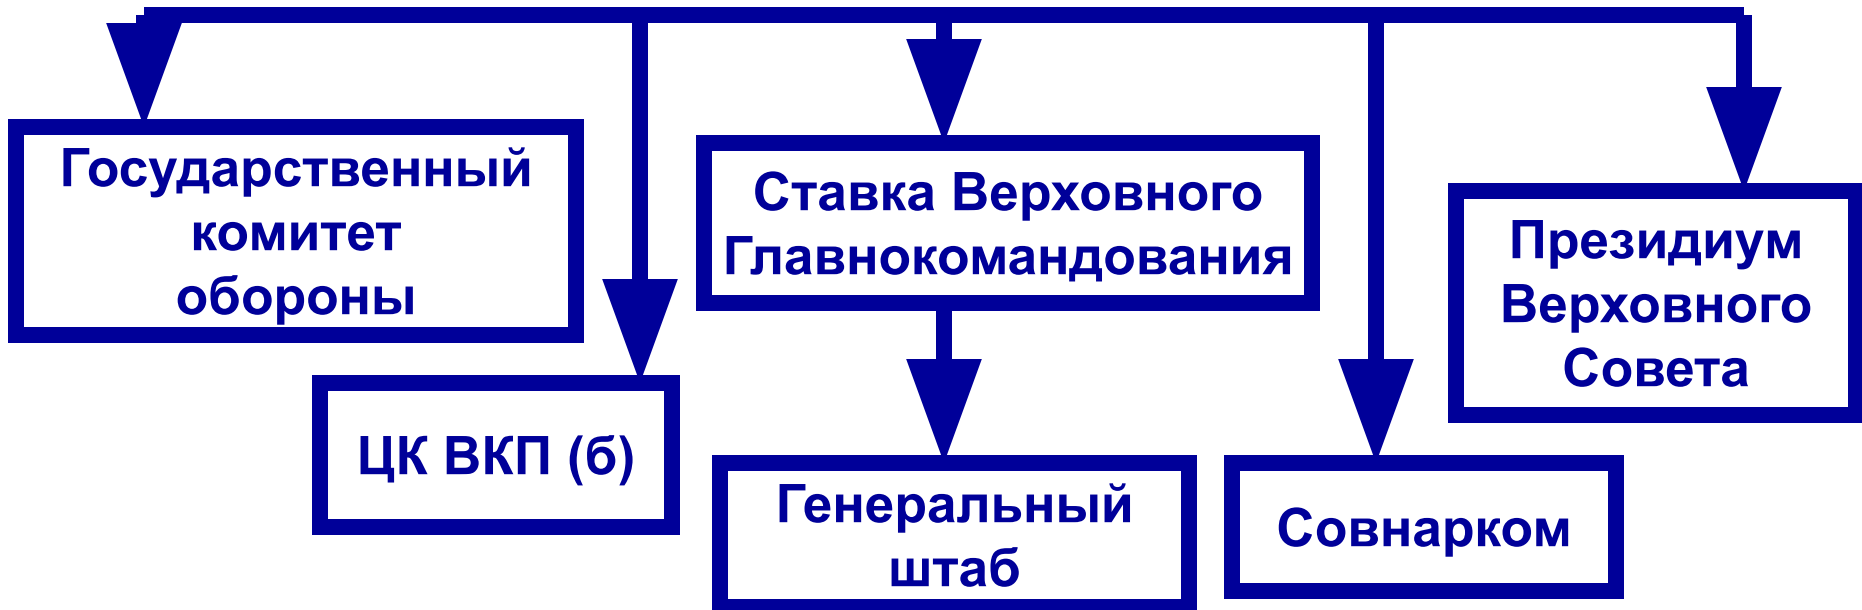 Государственный
комитет
обороны
ЦК ВКП (б)
Ставка Верховного
Главнокомандования
Генеральный
штаб
Совнарком
Президиум
Верховного
Совета